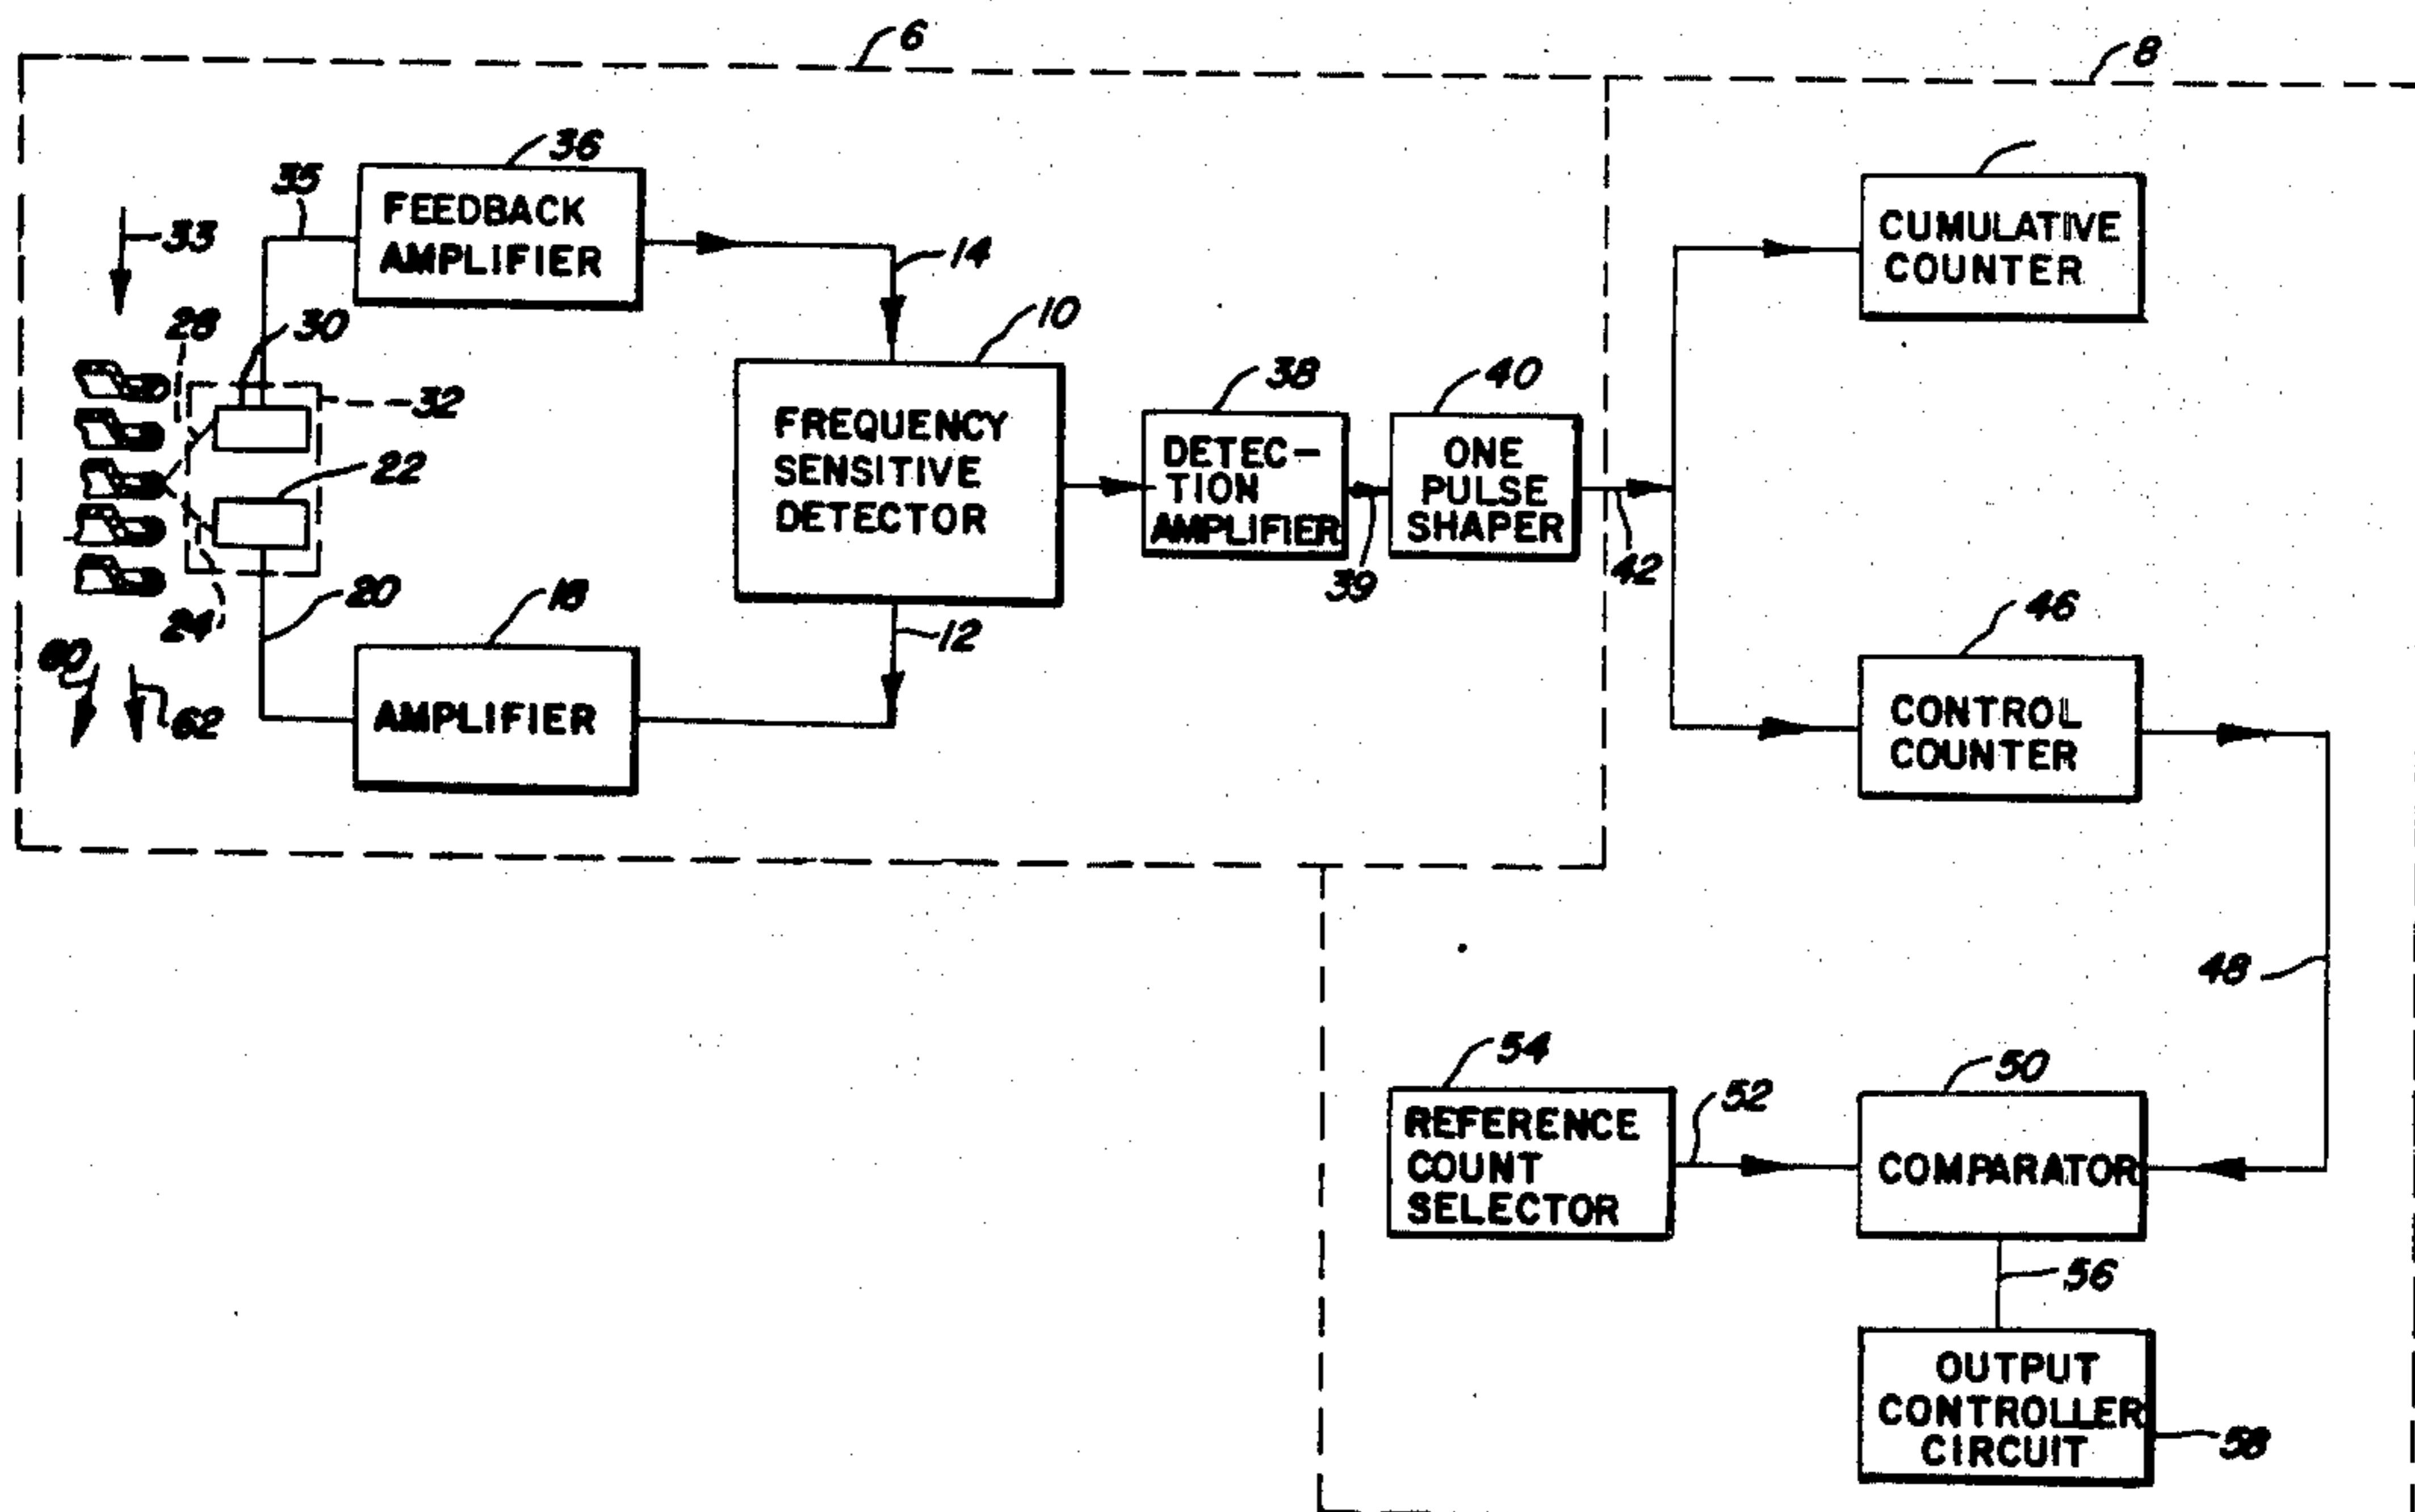 6
8
36
35
FEEDBACK
AMPLIFIER
33
14
CUMULATIVE
COUNTER
28
30
10
32
38
40
FREQUENCY
SENSITIVE
DETECTOR
DETEC-
TION
AMPLIFIER
ONE
PULSE
SHAPER
22
39
42
24
20
18
12
46
60
62
AMPLIFIER
CONTROL
COUNTER
48
54
52
50
REFERENCE
COUNT
SELECTOR
COMPARATOR
56
OUTPUT
CONTROLLER
CIRCUIT
58